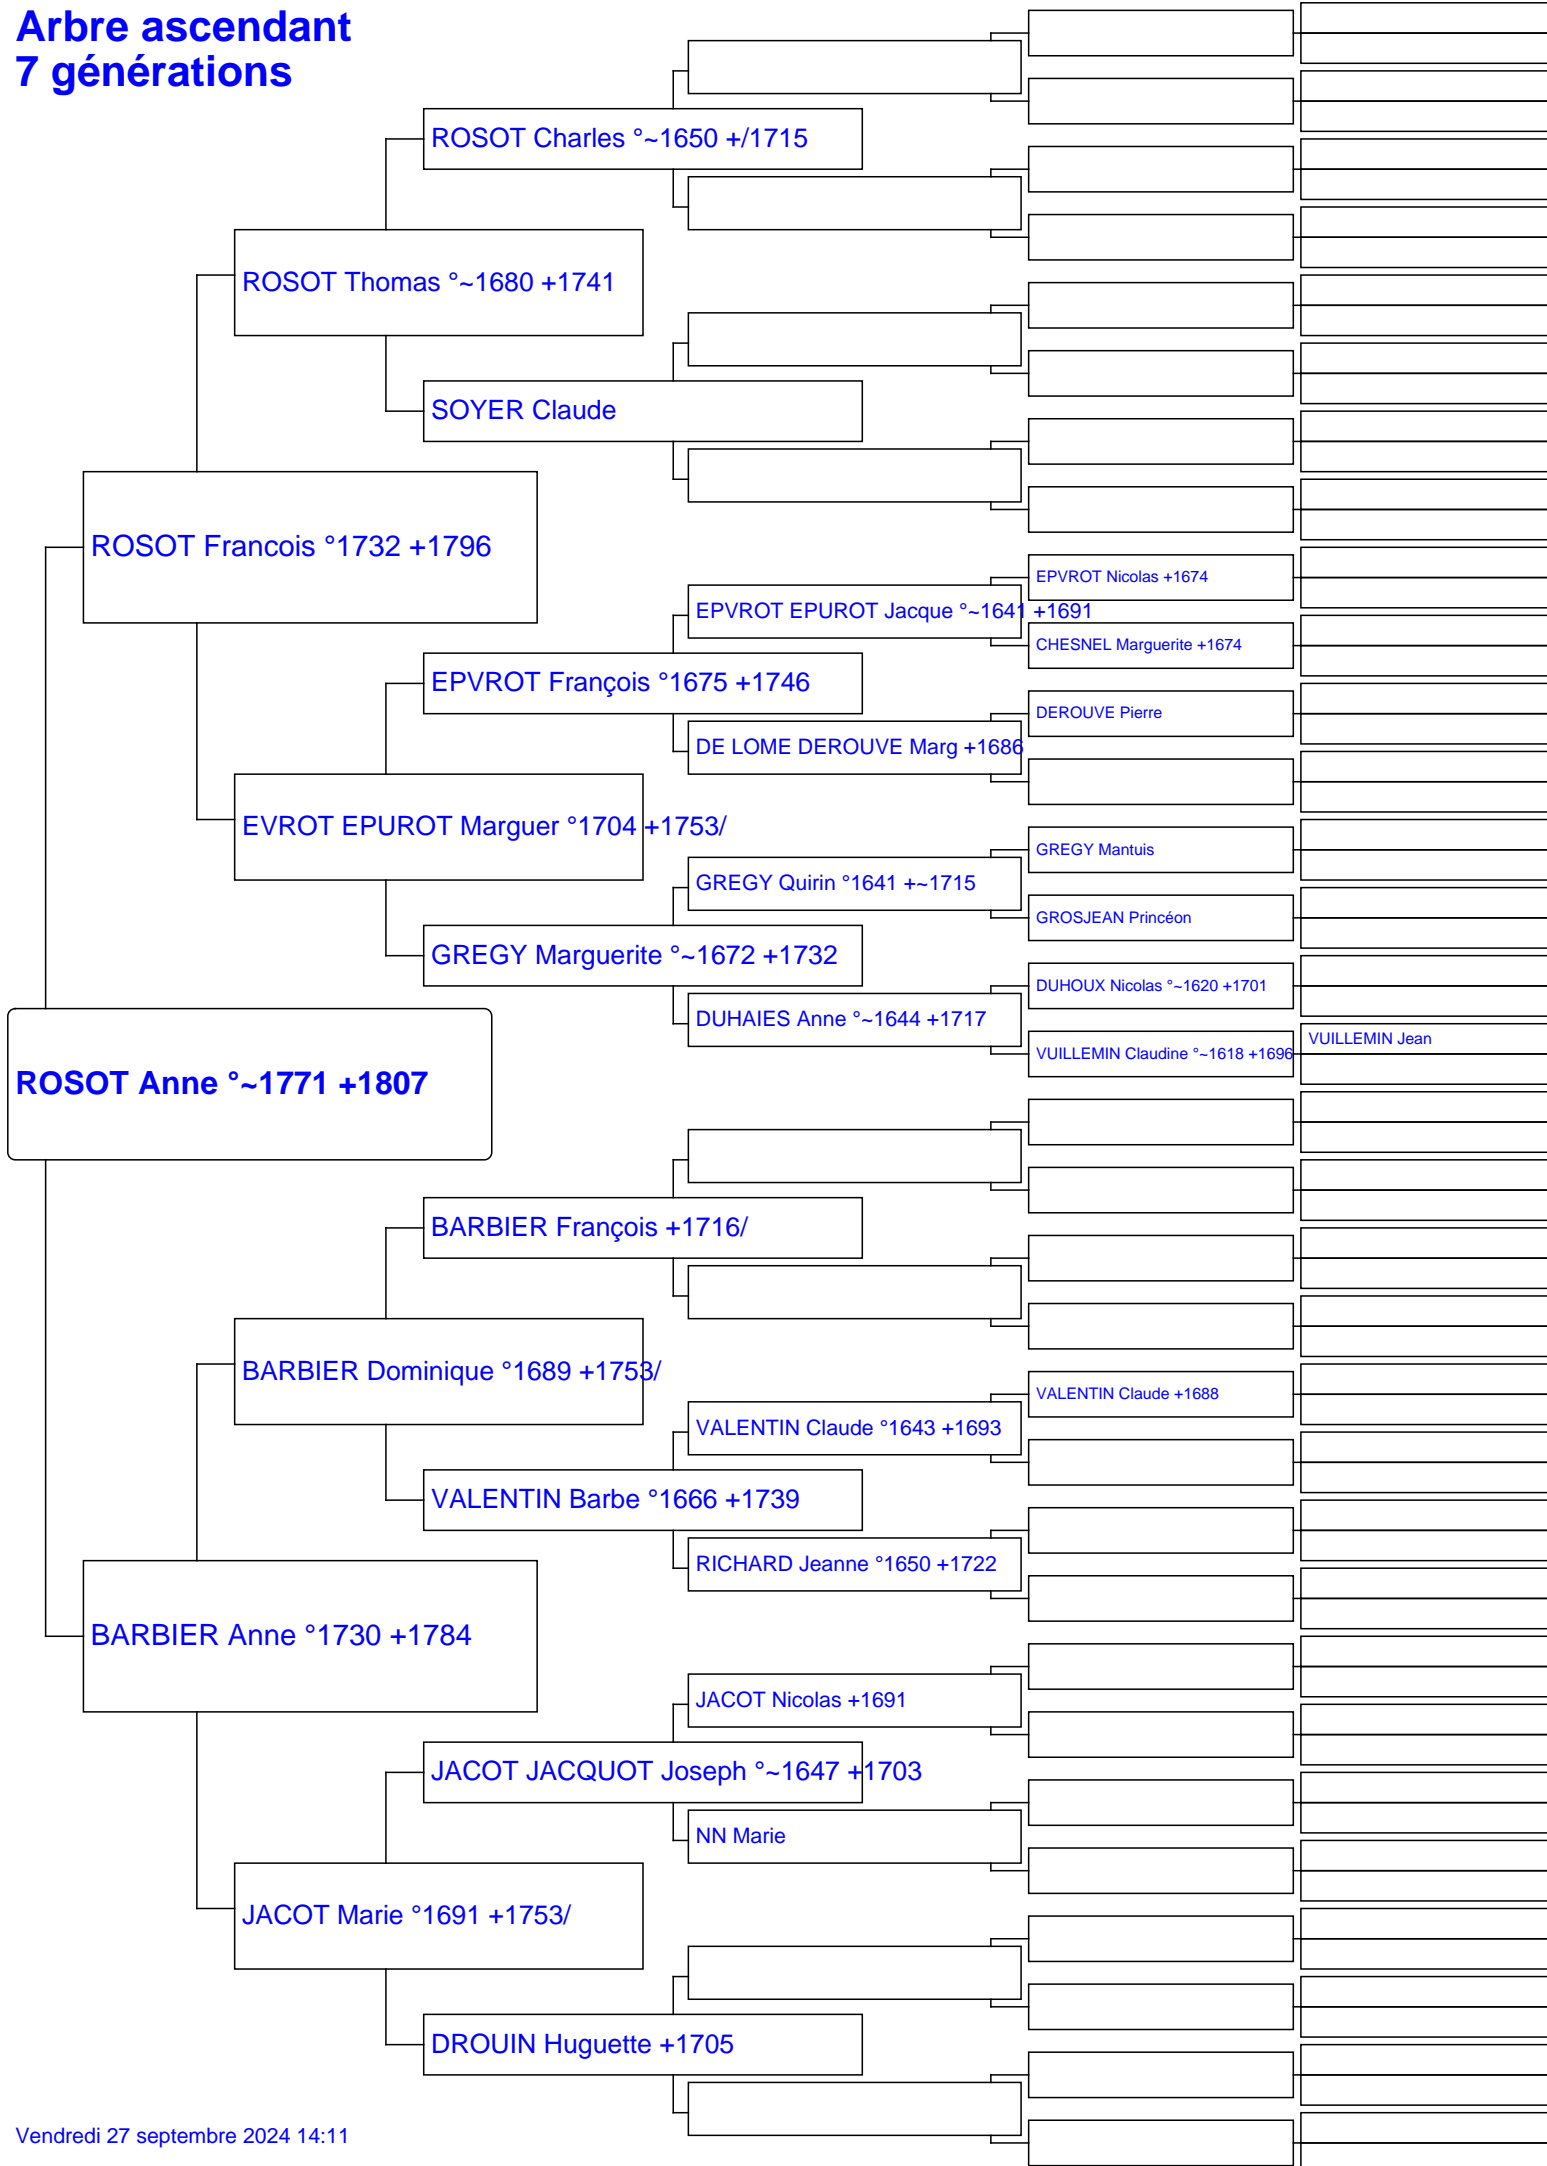 Arbre ascendant
7 générations
ROSOT Charles °~1650 +/1715
ROSOT Thomas °~1680 +1741
SOYER Claude
ROSOT Francois °1732 +1796
EPVROT Nicolas +1674
EPVROT EPUROT Jacque °~1641 +1691
CHESNEL Marguerite +1674
EPVROT François °1675 +1746
DEROUVE Pierre
DE LOME DEROUVE Marg +1686
EVROT EPUROT Marguer °1704 +1753/
GREGY Mantuis
GREGY Quirin °1641 +~1715
GROSJEAN Princéon
GREGY Marguerite °~1672 +1732
DUHOUX Nicolas °~1620 +1701
DUHAIES Anne °~1644 +1717
VUILLEMIN Jean
VUILLEMIN Claudine °~1618 +1696
ROSOT Anne °~1771 +1807
BARBIER François +1716/
BARBIER Dominique °1689 +1753/
VALENTIN Claude +1688
VALENTIN Claude °1643 +1693
VALENTIN Barbe °1666 +1739
RICHARD Jeanne °1650 +1722
BARBIER Anne °1730 +1784
JACOT Nicolas +1691
JACOT JACQUOT Joseph °~1647 +1703
NN Marie
JACOT Marie °1691 +1753/
DROUIN Huguette +1705
Vendredi 27 septembre 2024 14:11